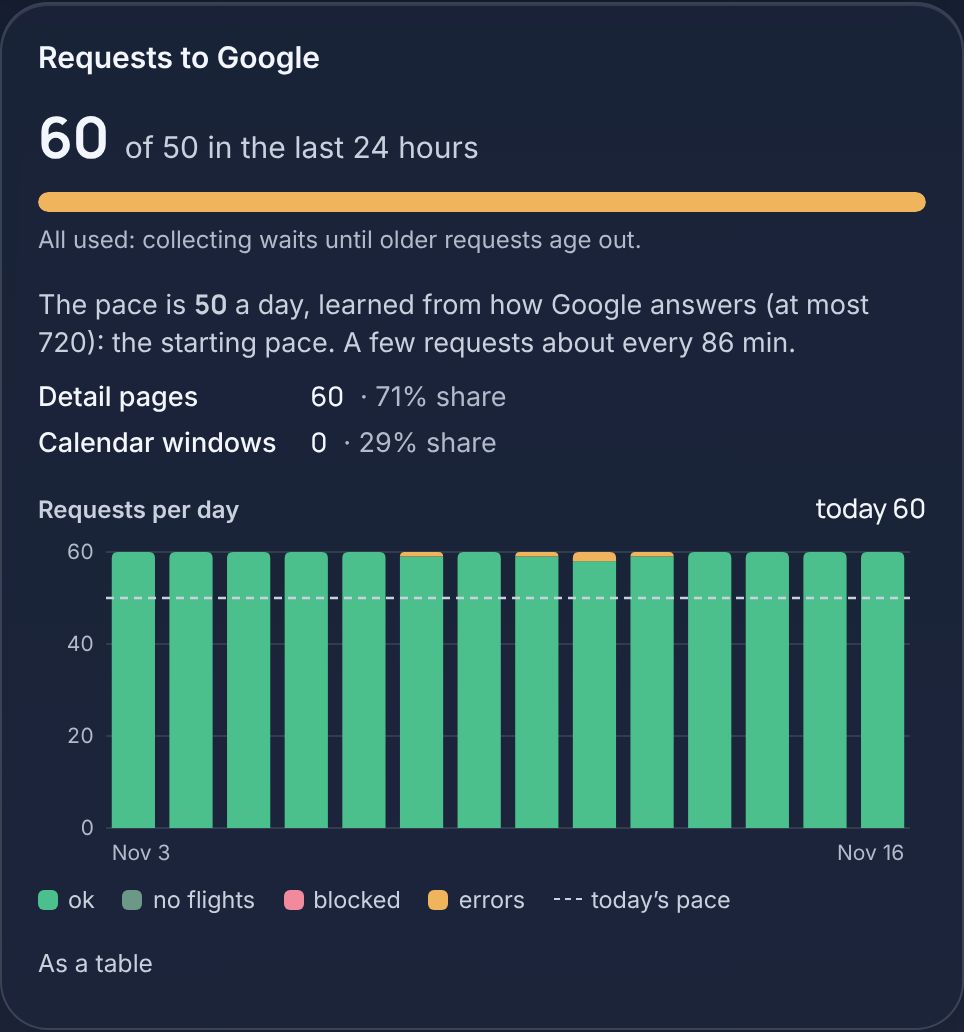 Requests to Google
60 of 50 in the last 24 hours
All used: collecting waits until older requests age out.
The pace is 50 a day, learned from how Google answers (at most
720): the starting pace. A few requests about every 86 min.
Detail pages 60 · 71% share
Calendar windows 0 · 29% share
Requests per day today 60
60
40
20
0
Nov 3 Nov 16
ok no flights blocked errors today’s pace
As a table